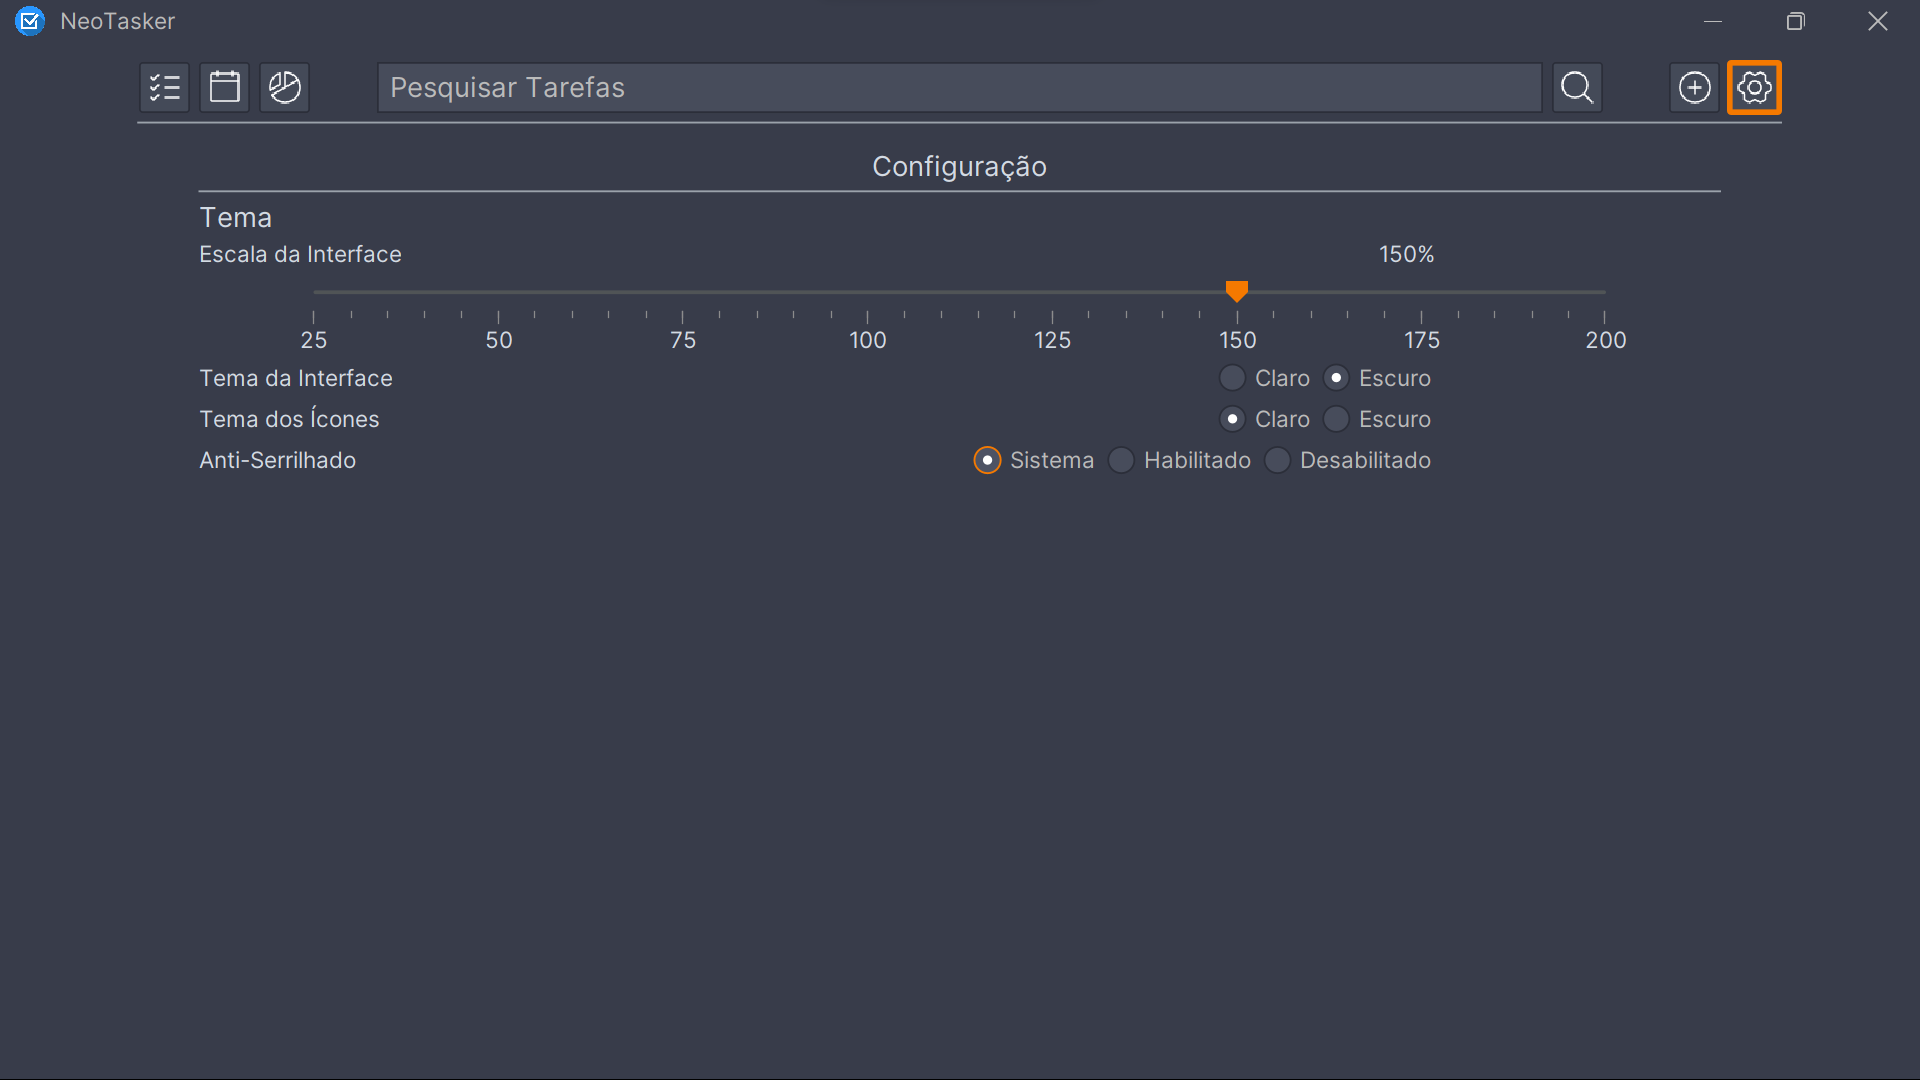 NeoTasker
Pesquisar Tarefas
Configuração
Tema
Escala da Interface 150%
25 50 75 100 125 150 175 200
Tema da Interface Claro Escuro
Tema dos Ícones Claro Escuro
Anti-Serrilhado Sistema Habilitado Desabilitado